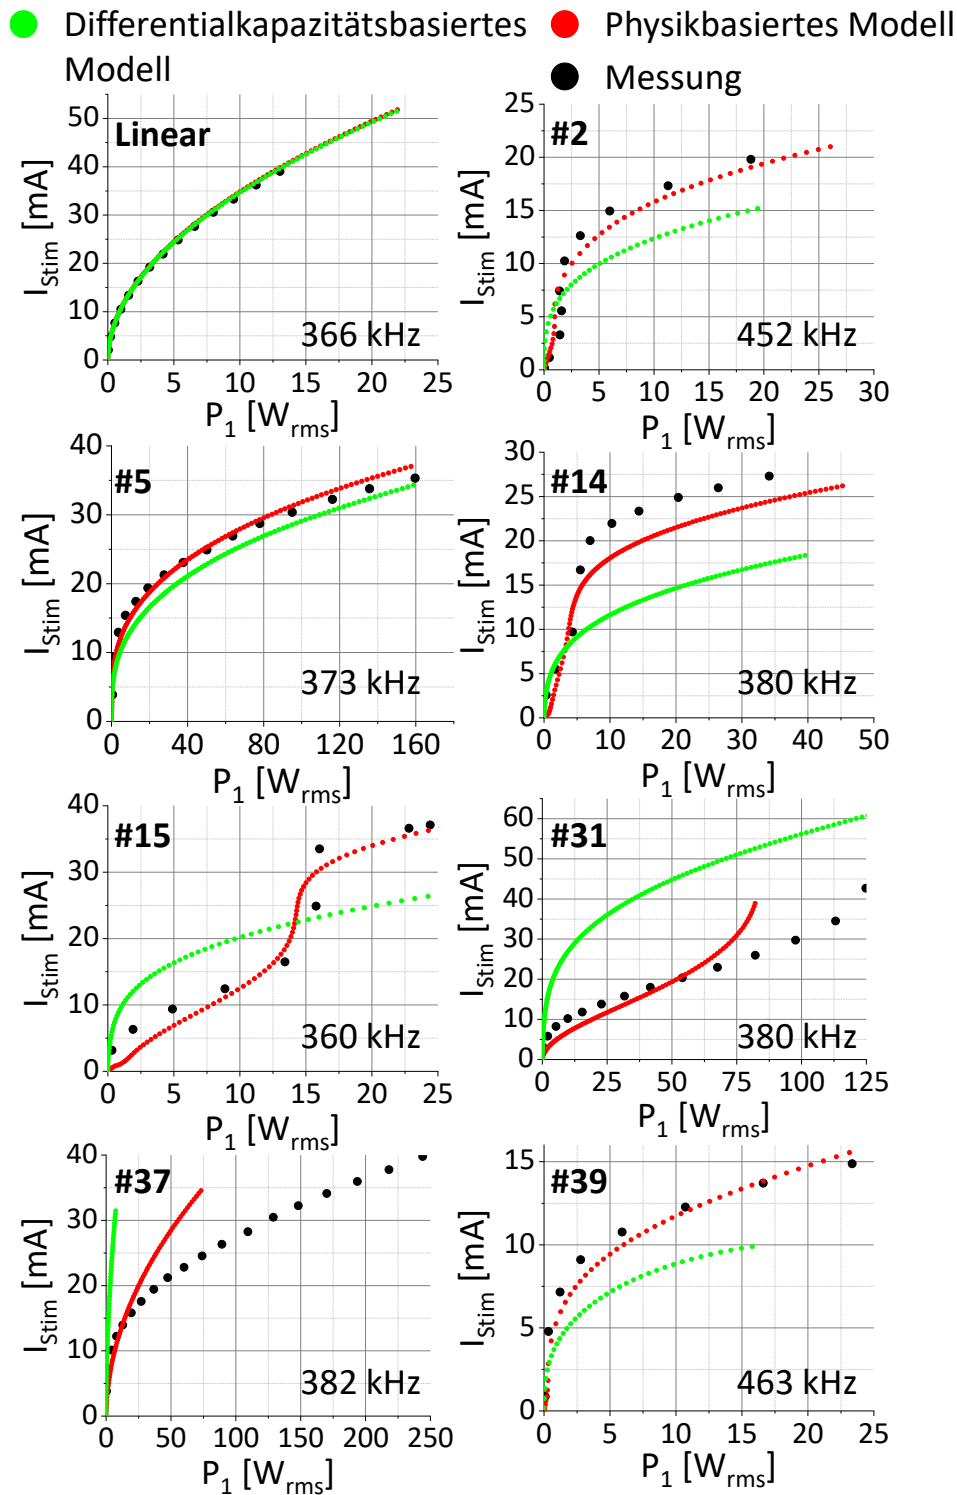 Differentialkapazitätsbasiertes Modell
Physikbasiertes Modell
Messung
Linear
I_Stim [mA]
50
40
30
20
10
0
366 kHz
0 5 10 15 20 25
P_1 [W_rms]
#2
I_Stim [mA]
25
20
15
10
5
0
452 kHz
0 5 10 15 20 25 30
P_1 [W_rms]
#5
I_Stim [mA]
40
30
20
10
0
373 kHz
0 40 80 120 160
P_1 [W_rms]
#14
I_Stim [mA]
30
25
20
15
10
5
0
380 kHz
0 10 20 30 40 50
P_1 [W_rms]
#15
I_Stim [mA]
40
30
20
10
0
360 kHz
0 5 10 15 20 25
P_1 [W_rms]
#31
I_Stim [mA]
60
50
40
30
20
10
0
380 kHz
0 25 50 75 100 125
P_1 [W_rms]
#37
I_Stim [mA]
40
30
20
10
0
382 kHz
0 50 100 150 200 250
P_1 [W_rms]
#39
I_Stim [mA]
15
10
5
0
463 kHz
0 5 10 15 20 25
P_1 [W_rms]